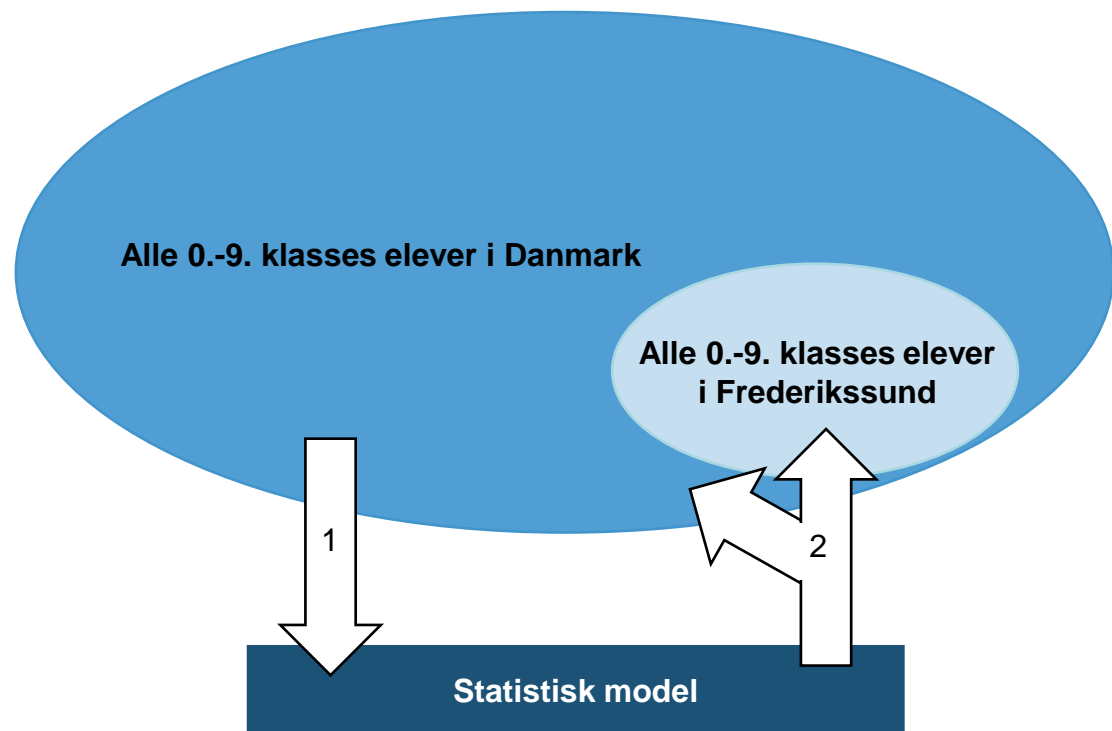 Alle 0.-9. klasses elever i Danmark
Alle 0.-9. klasses elever
i Frederikssund
1
2
Statistisk model